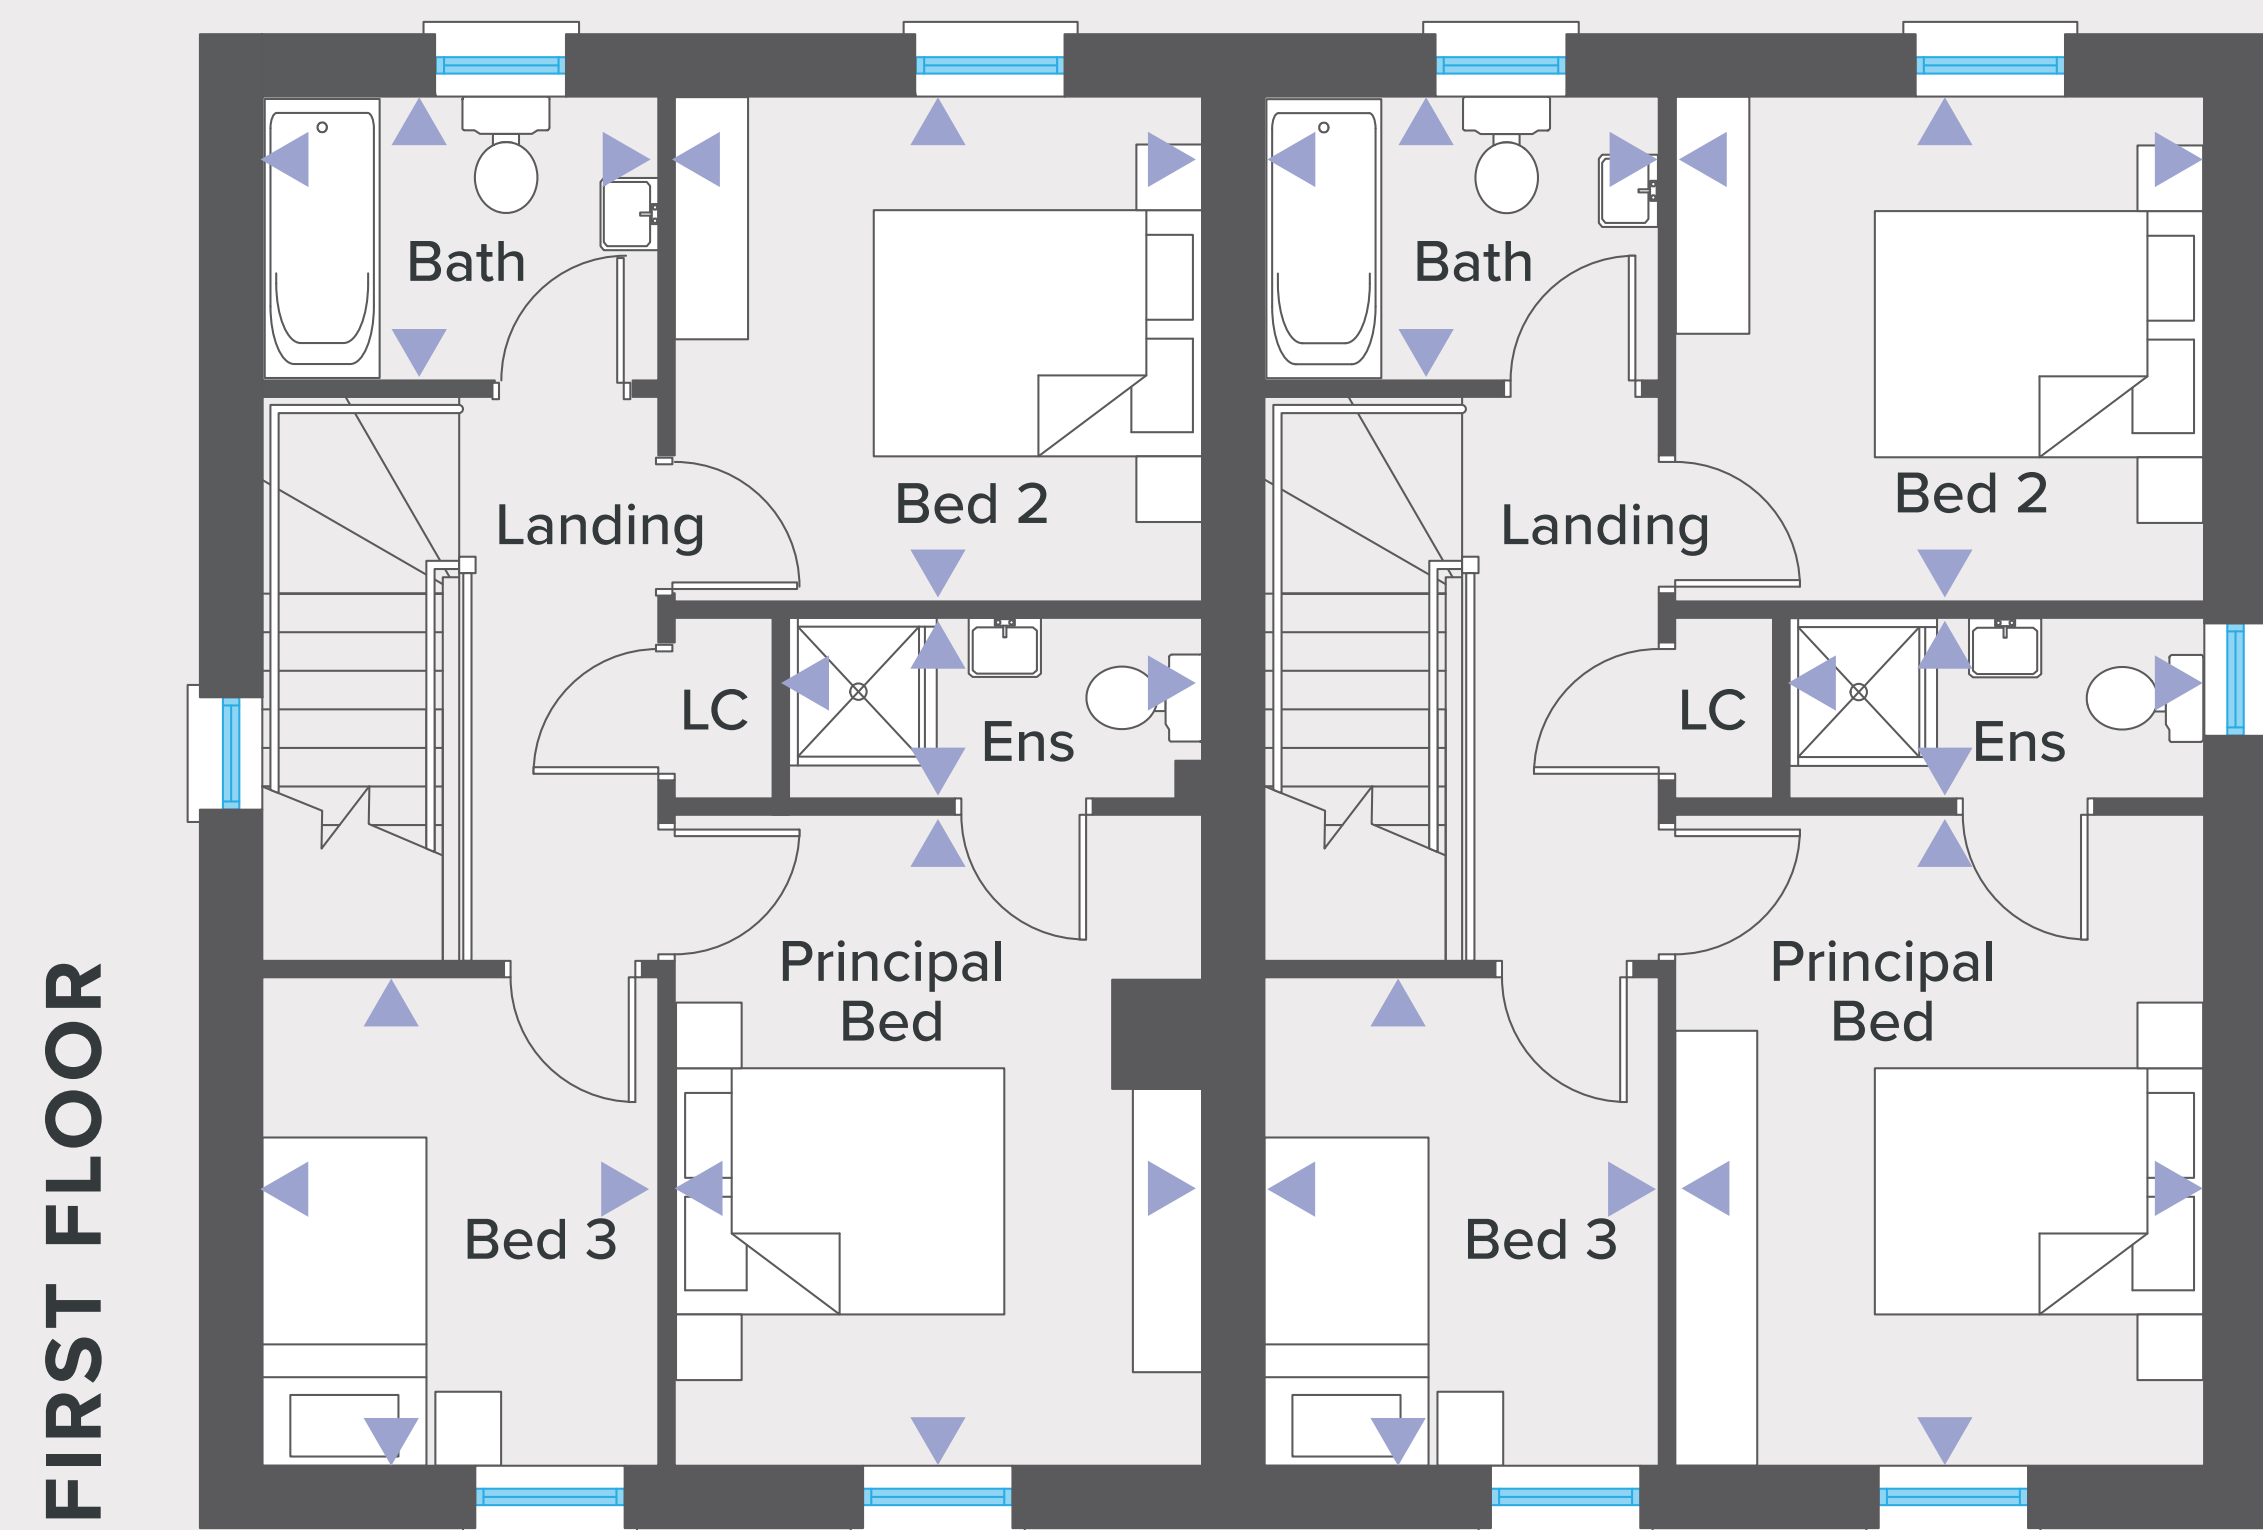 FIRST FLOOR
Bath
Bed 2
Landing
LC
Ens
Principal
Bed
Bed 3
Bath
Bed 2
Landing
LC
Ens
Principal
Bed
Bed 3